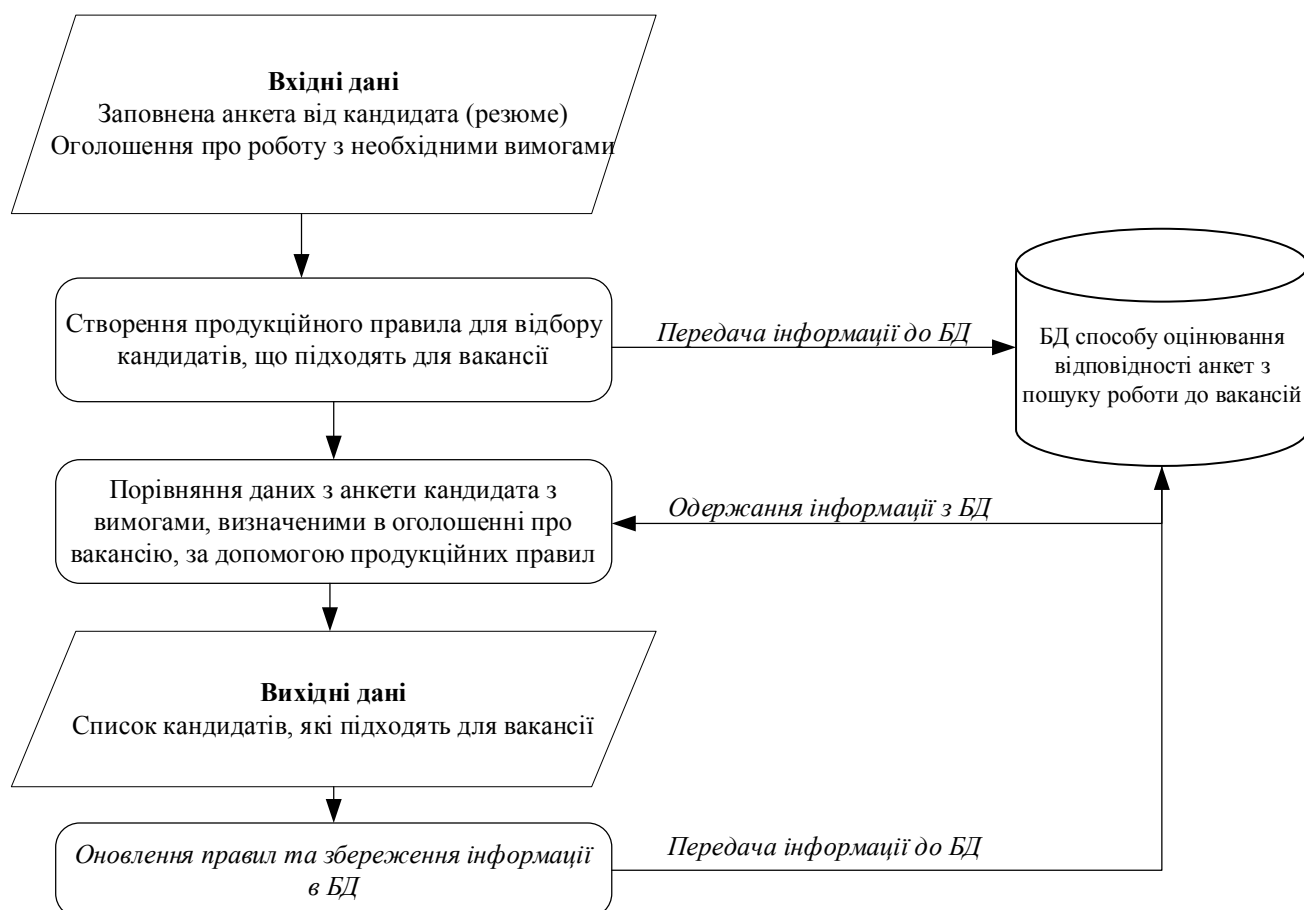 Вхідні дані
Заповнена анкета від кандидата (резюме)
Оголошення про роботу з необхідними вимогами
Створення продукційного правила для відбору
кандидатів, що підходять для вакансії
Передача інформації до БД
БД способу оцінювання
відповідності анкет з
пошуку роботи до вакансій
Порівняння даних з анкети кандидата з
вимогами, визначеними в оголошенні про
вакансію, за допомогою продукційних правил
Одержання інформації з БД
Вихідні дані
Список кандидатів, які підходять для вакансії
Оновлення правил та збереження інформації
в БД
Передача інформації до БД